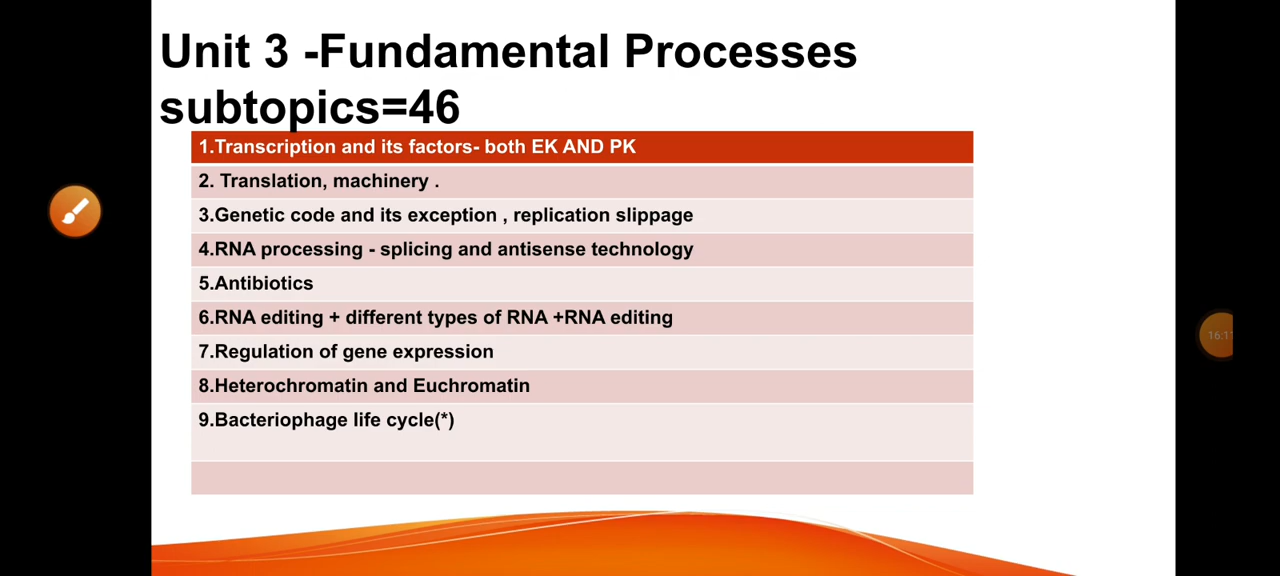 Unit 3 -Fundamental Processes
subtopics=46
1.Transcription and its factors- both EK AND PK
2. Translation, machinery .
3.Genetic code and its exception , replication slippage
4.RNA processing - splicing and antisense technology
5.Antibiotics
6.RNA editing + different types of RNA +RNA editing
7.Regulation of gene expression
8.Heterochromatin and Euchromatin
9.Bacteriophage life cycle(*)